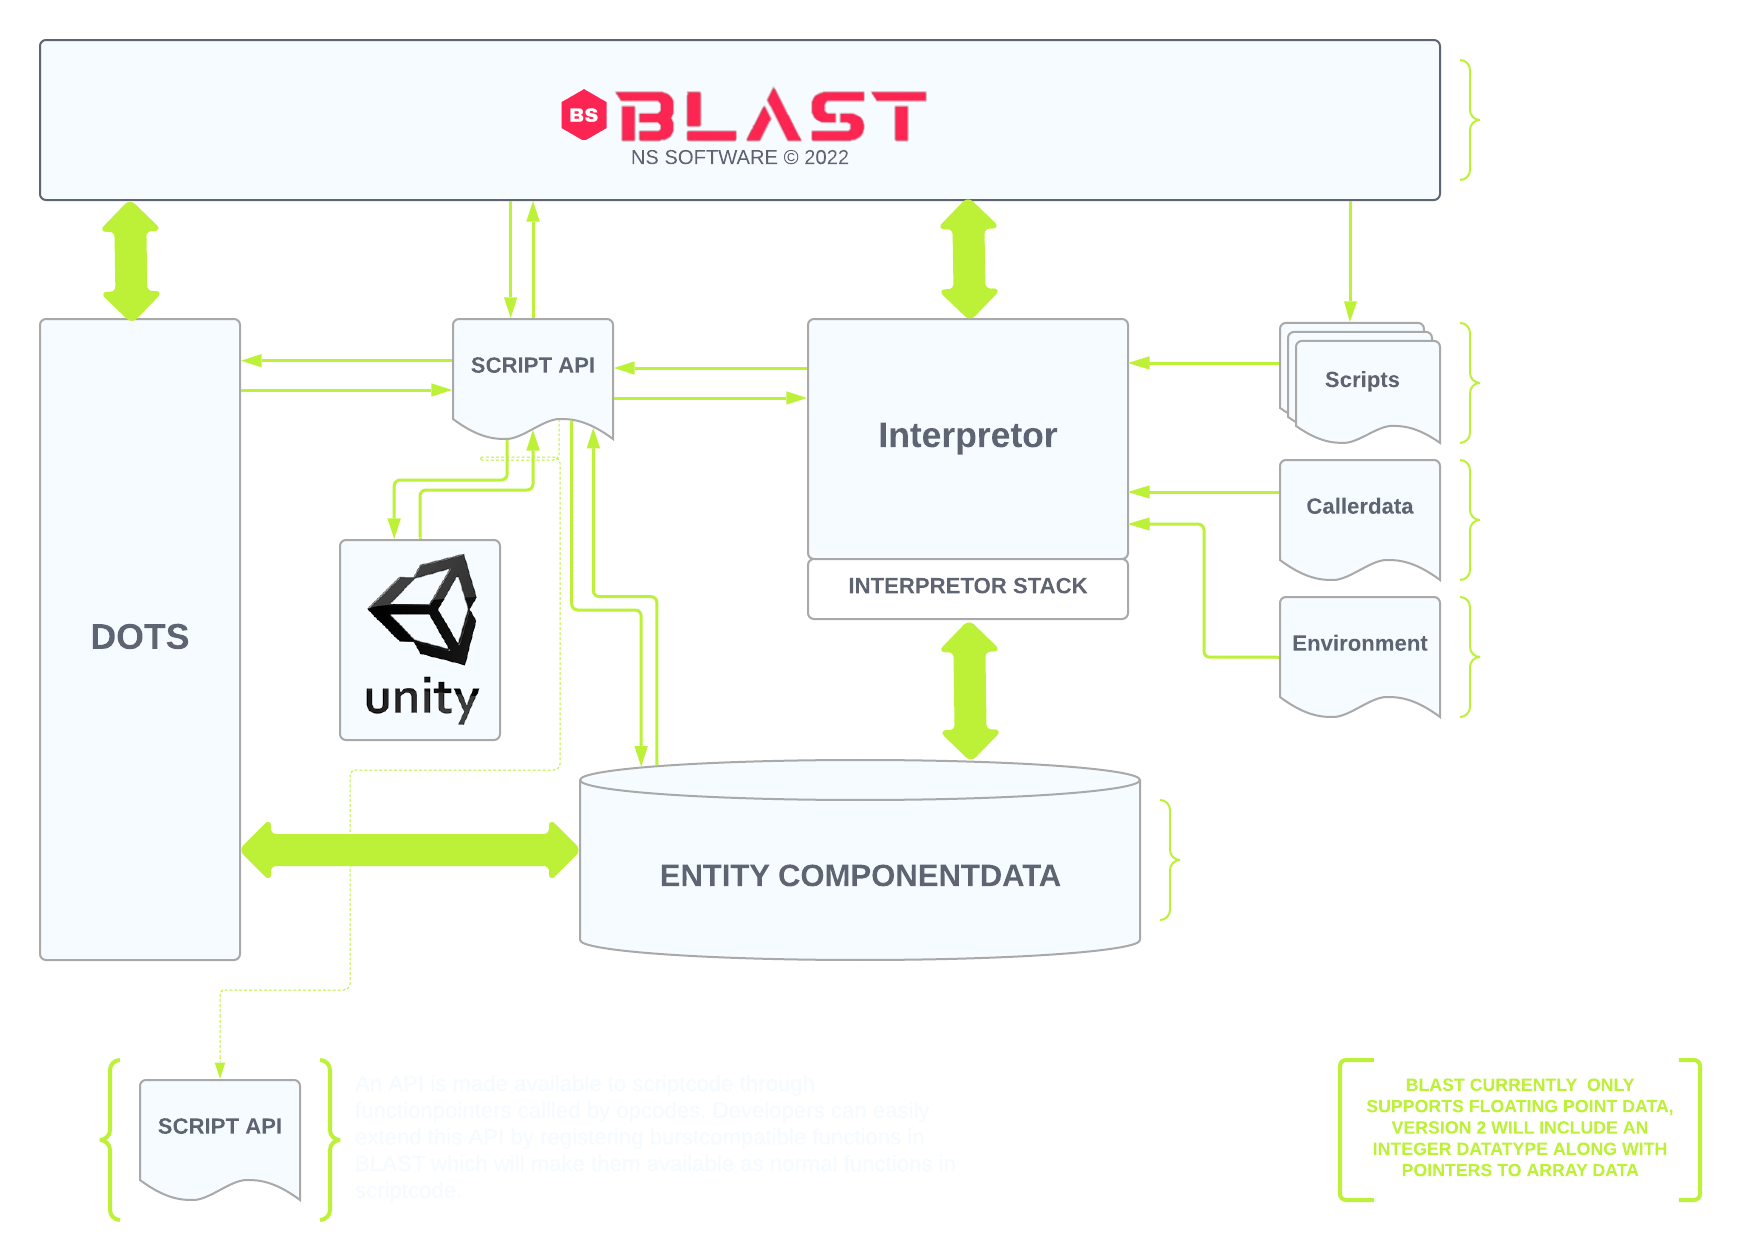 BS BLAST
NS SOFTWARE © 2022
SCRIPT API
Interpretor
Scripts
Callerdata
INTERPRETOR STACK
DOTS
Environment
unity
ENTITY COMPONENTDATA
SCRIPT API
An API is made available to scriptcode through
functionpointers callled by opcodes. Developers can easily
extend this API by registering burstcompatible functions in
BLAST which will make them available as normal functions in
scriptcode.
BLAST CURRENTLY ONLY
SUPPORTS FLOATING POINT DATA,
VERSION 2 WILL INCLUDE AN
INTEGER DATATYPE ALONG WITH
POINTERS TO ARRAY DATA